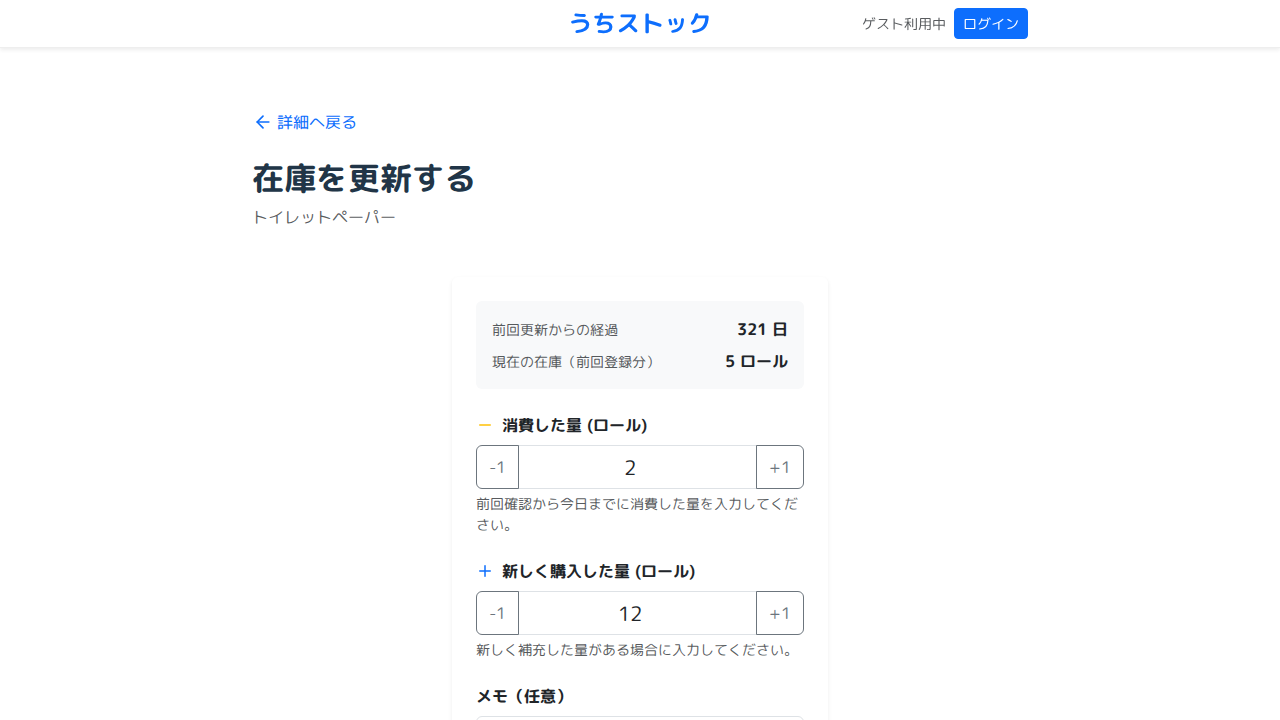 うちストック
ゲスト利用中
ログイン
詳細へ戻る
在庫を更新する
トイレットペーパー
前回更新からの経過 321 日
現在の在庫（前回登録分） 5 ロール
消費した量 (ロール)
-1 2 +1
前回確認から今日までに消費した量を入力してくだ
さい。
新しく購入した量 (ロール)
-1 12 +1
新しく補充した量がある場合に入力してください。
メモ（任意）